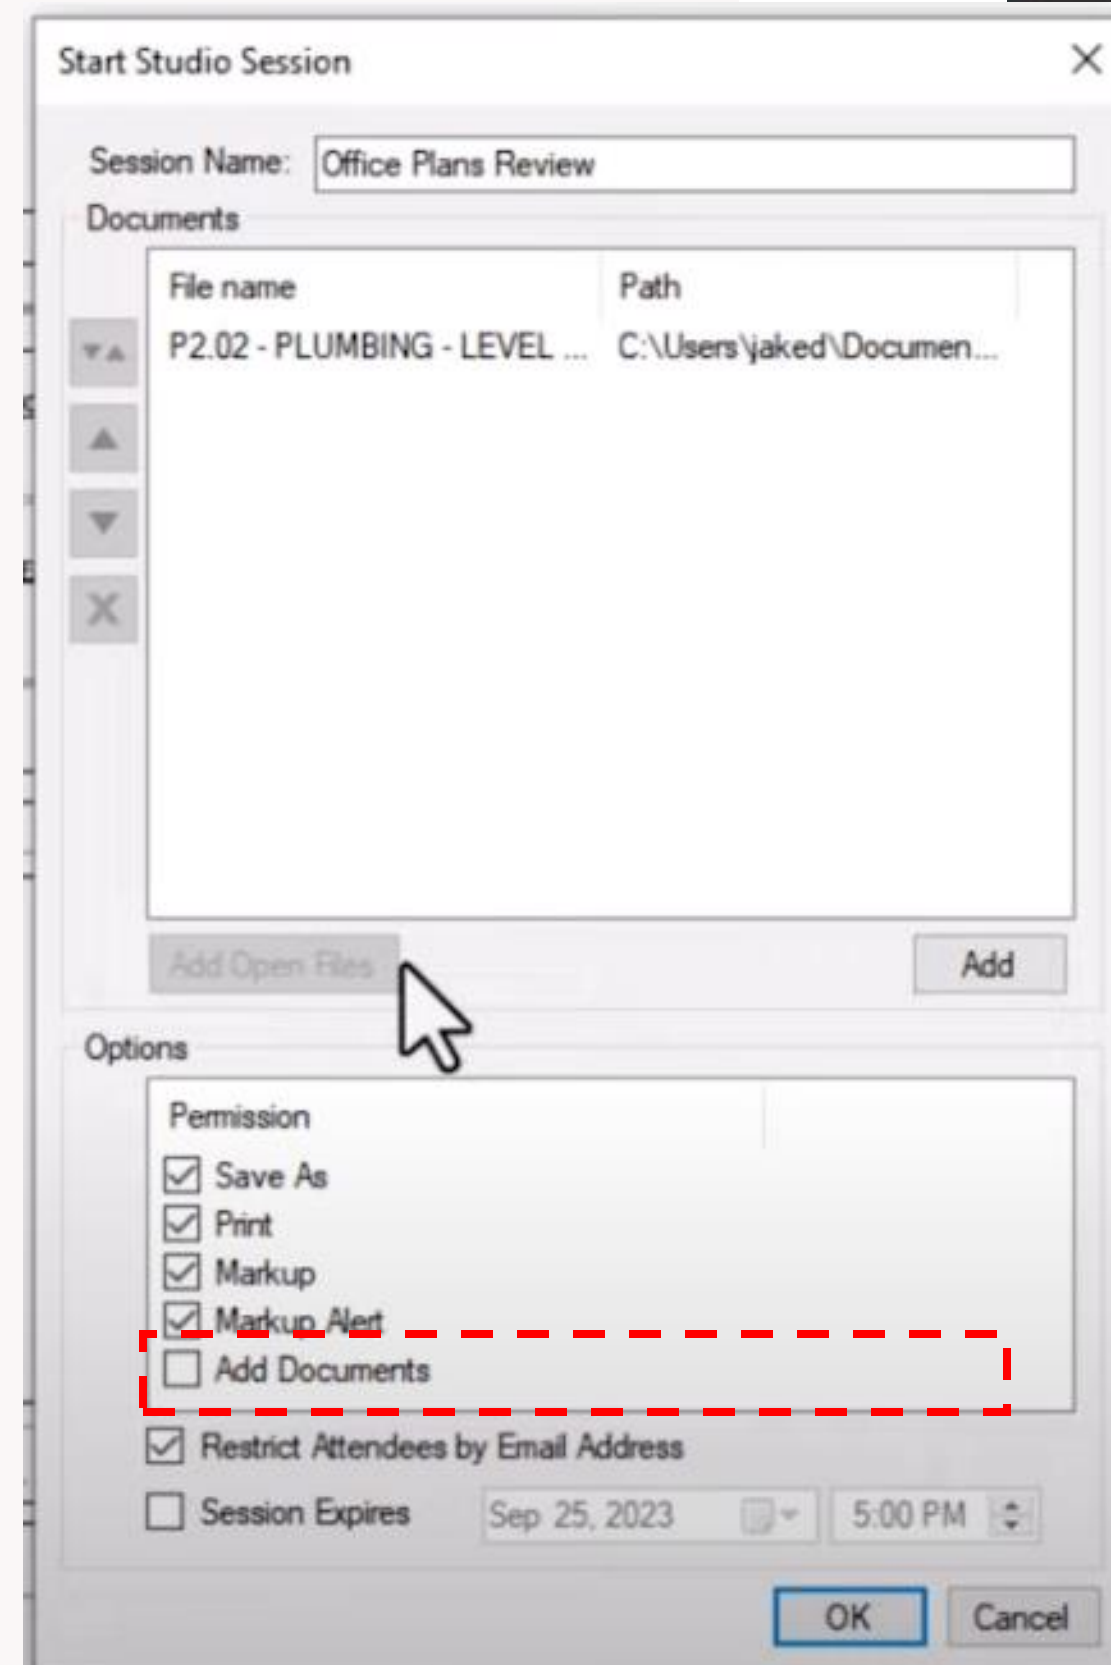 Start Studio Session
Session Name: Office Plans Review
Documents
File name Path
P2.02 - PLUMBING - LEVEL ... C:\Users\jaked\Documen...
Add Open Files Add
Options
Permission
Save As
Print
Markup
Markup Alert
Add Documents
Restrict Attendees by Email Address
Session Expires Sep 25, 2023 5:00 PM
OK Cancel